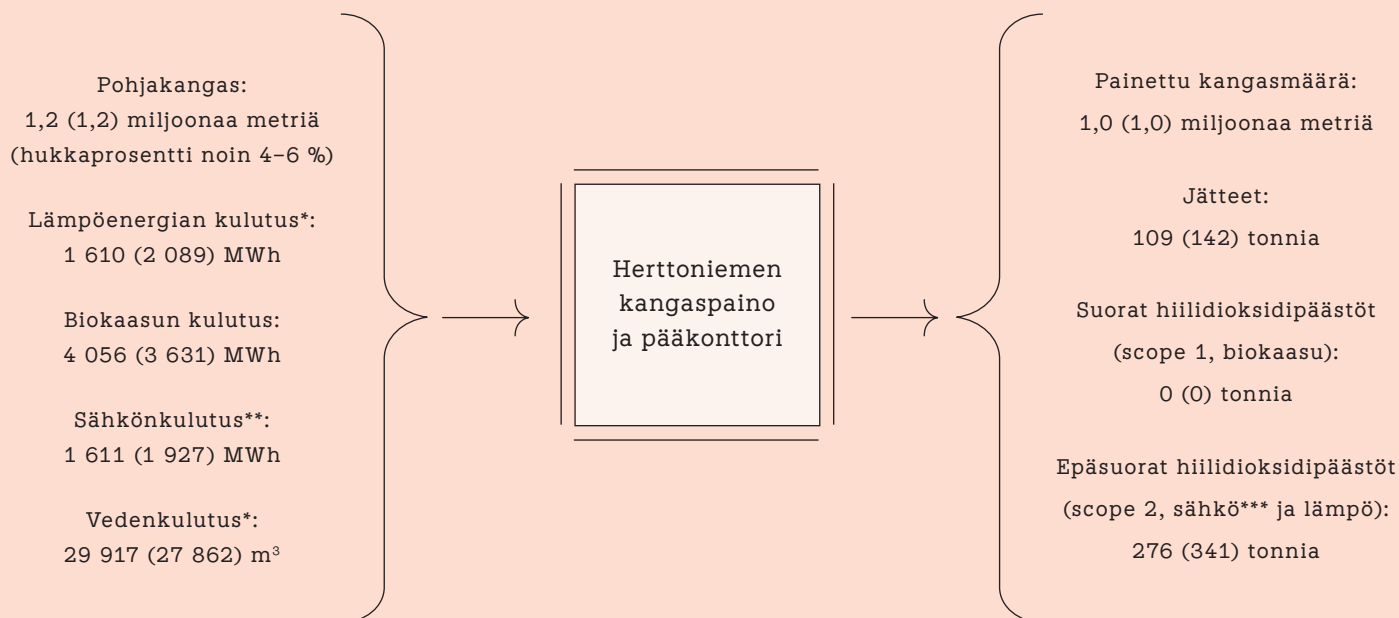 Pohjakangas:
1,2 (1,2) miljoonaa metriä
(hukkaprosentti noin 4–6 %)
Lämpöenergian kulutus*:
1 610 (2 089) MWh
Biokaasun kulutus:
4 056 (3 631) MWh
Sähkönkulutus**:
1 611 (1 927) MWh
Vedenkulutus*:
29 917 (27 862) m³
Herttoniemen
kangaspaino
ja pääkonttori
Painettu kangasmäärä:
1,0 (1,0) miljoonaa metriä
Jätteet:
109 (142) tonnia
Suorat hiilidioksidipäästöt
(scope 1, biokaasu):
0 (0) tonnia
Epäsuorat hiilidioksidipäästöt
(scope 2, sähkö*** ja lämpö):
276 (341) tonnia